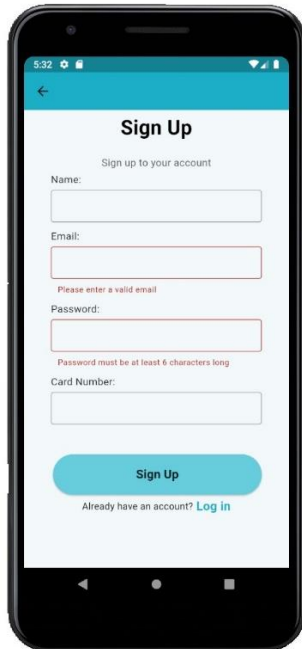 5:32
Sign Up
Sign up to your account
Name:
Email:
Please enter a valid email
Password:
Password must be at least 6 characters long
Card Number:
Sign Up
Already have an account? Log in